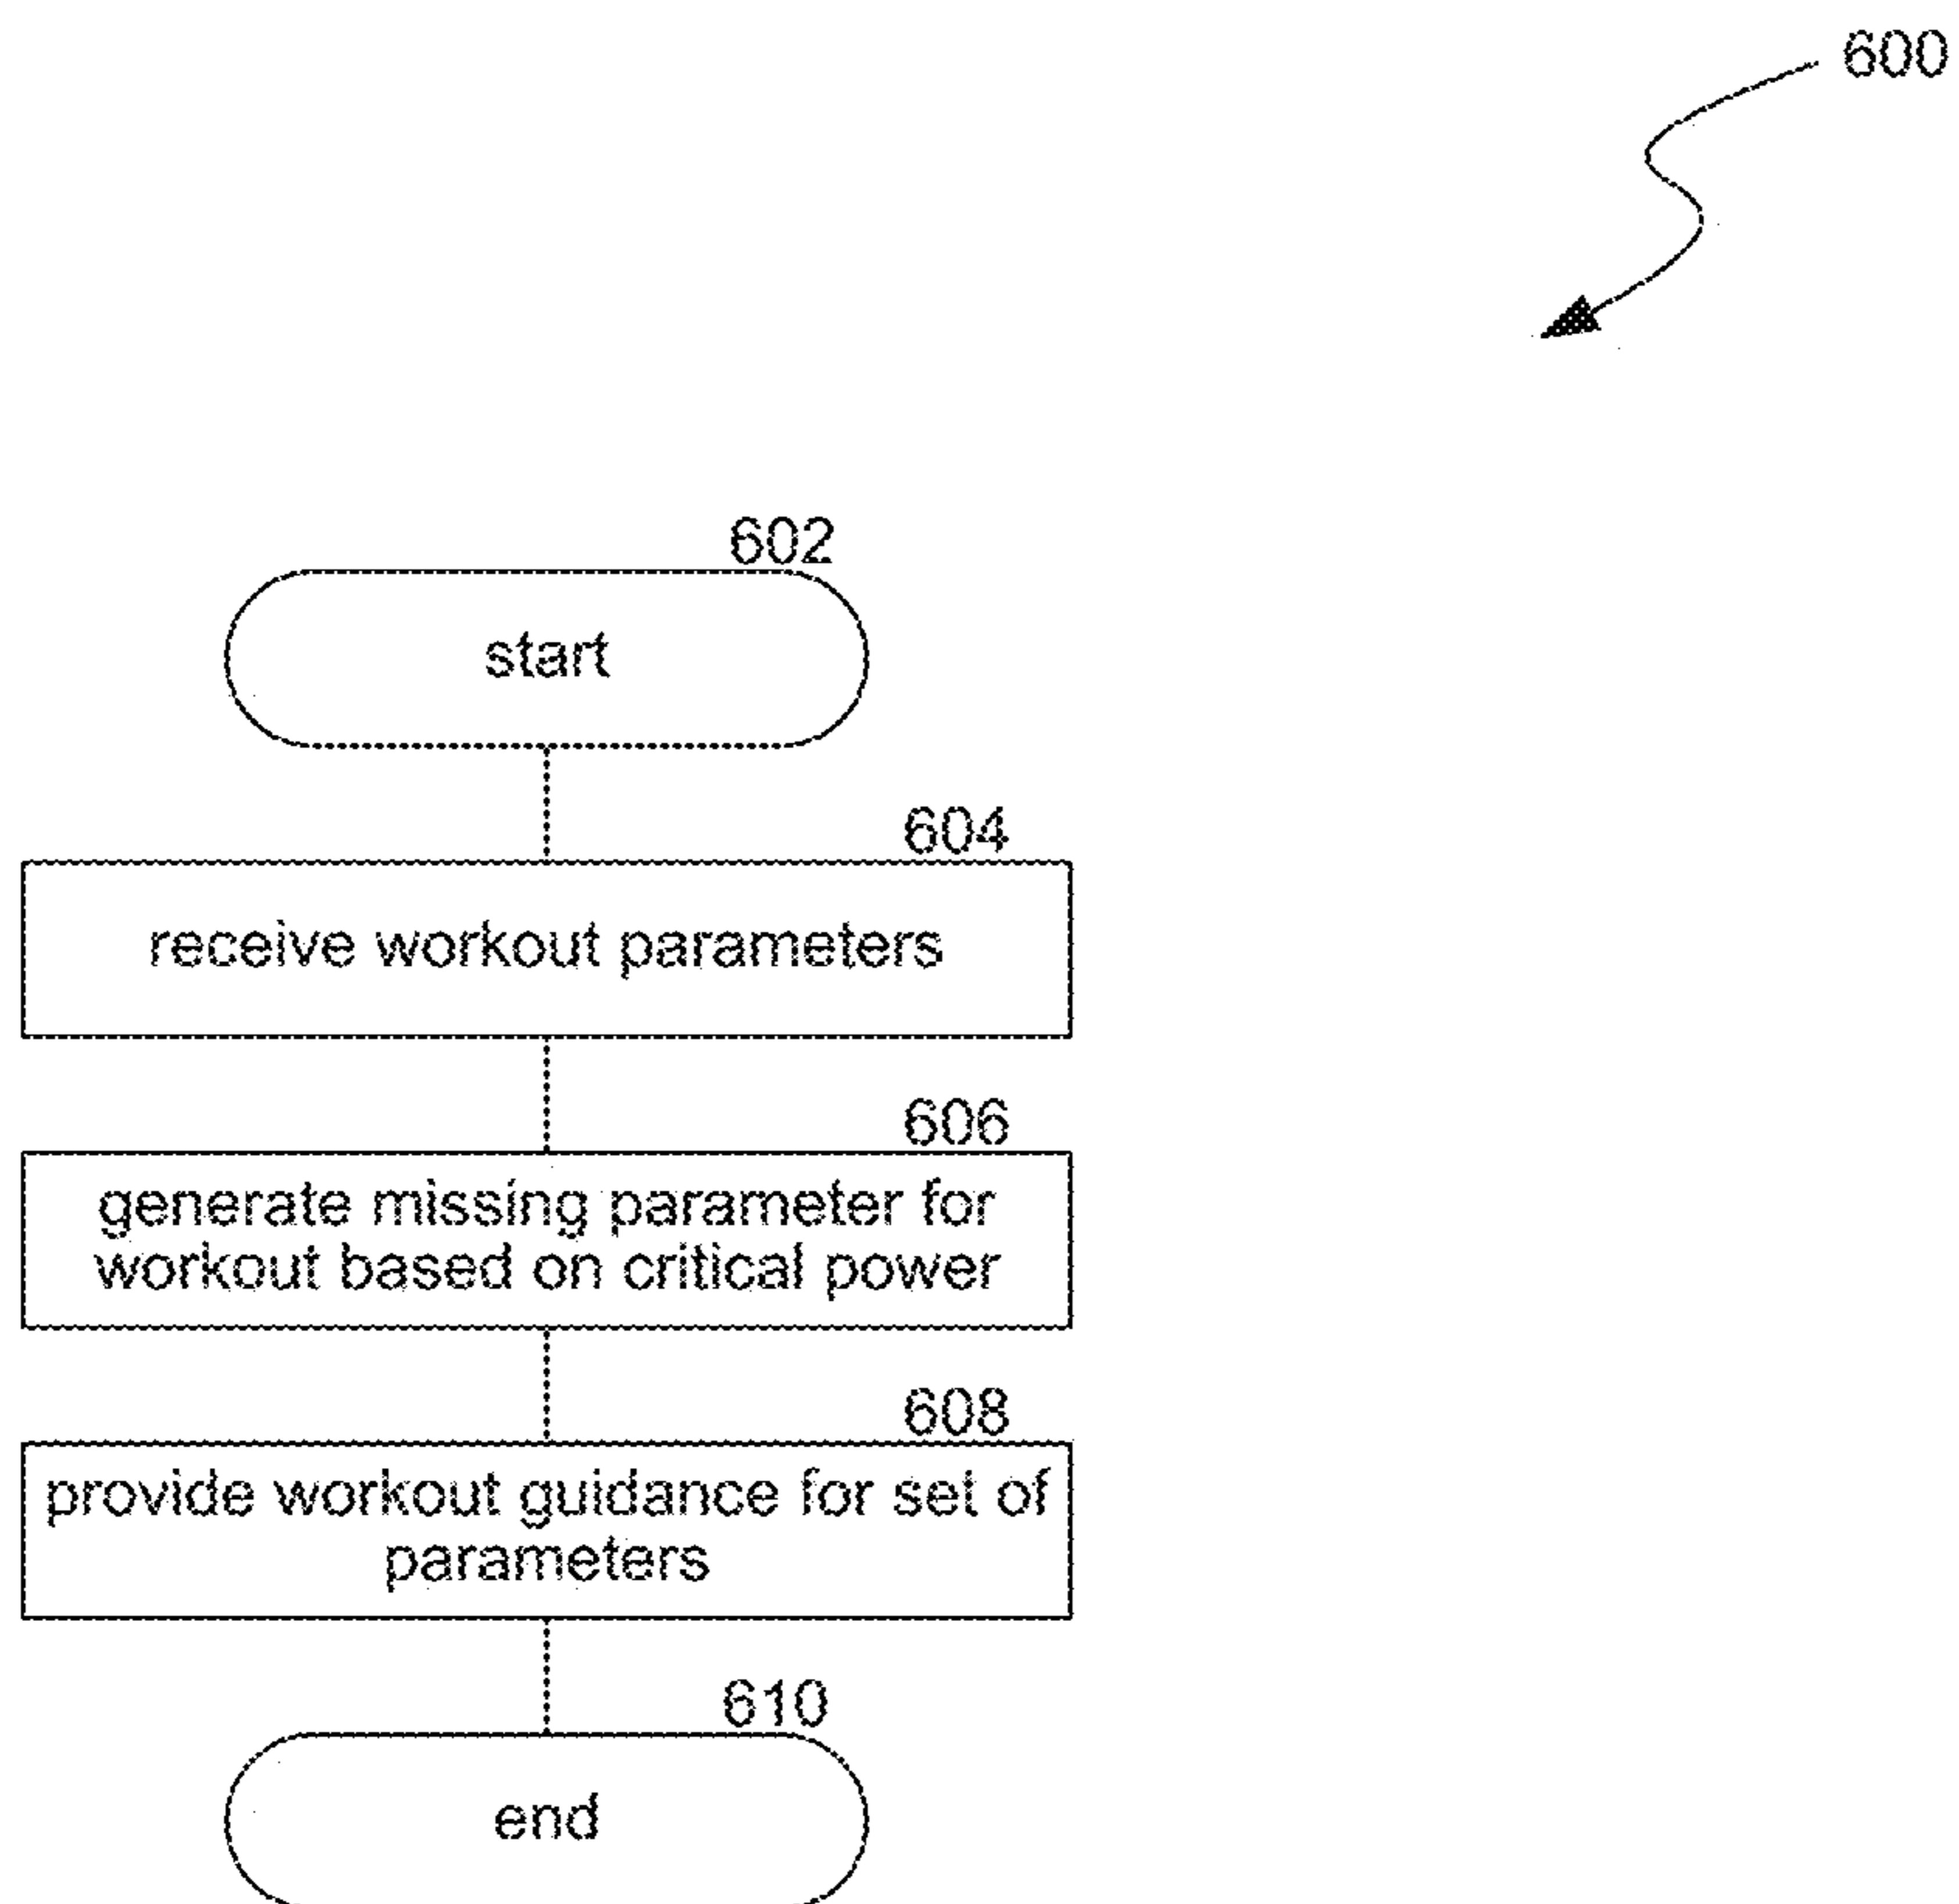 600
602
start
604
receive workout parameters
606
generate missing parameter for
workout based on critical power
608
provide workout guidance for set of
parameters
610
end